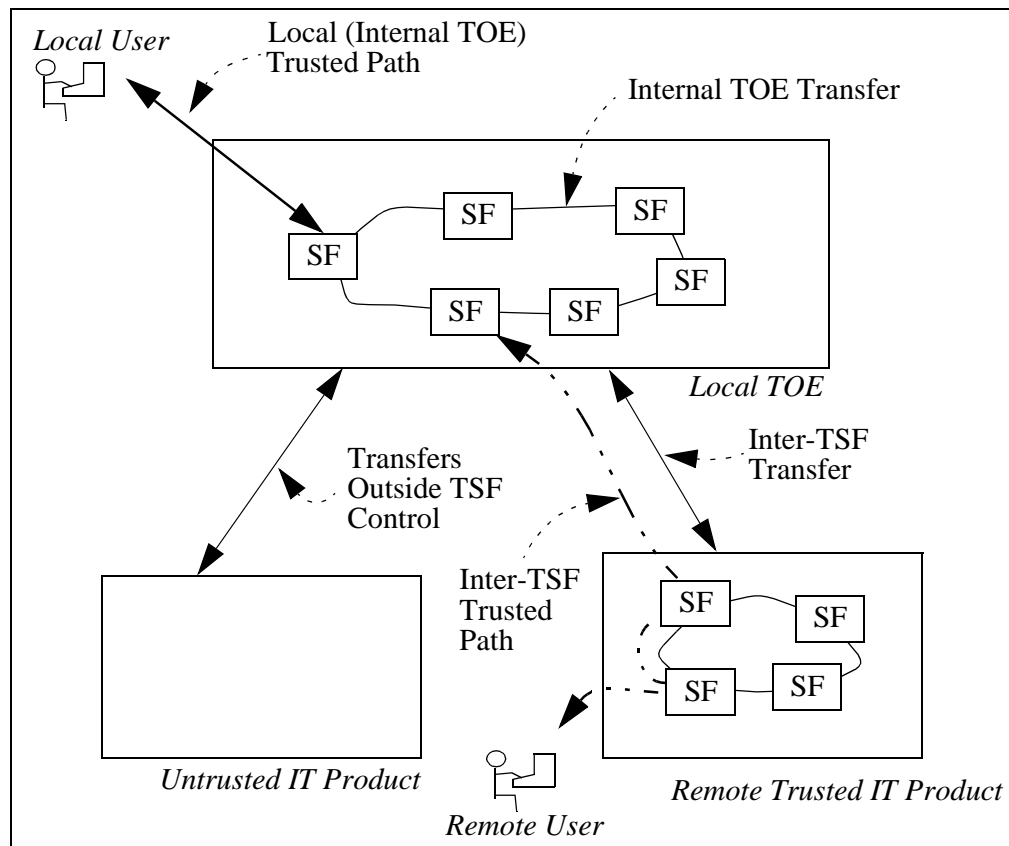 Local User
Local (Internal TOE)
Trusted Path
Internal TOE Transfer
SF
SF
SF
SF
SF
SF
Local TOE
Transfers
Outside TSF
Control
Inter-TSF
Transfer
Inter-TSF
Trusted
Path
SF
SF
SF
SF
Untrusted IT Product
Remote User
Remote Trusted IT Product